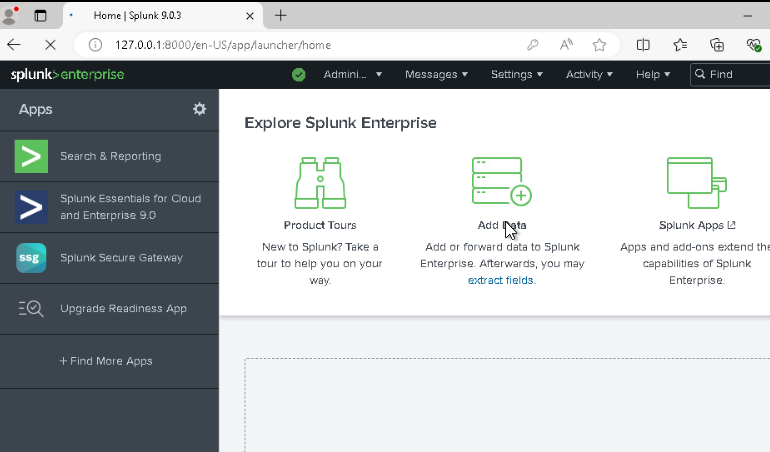 Home | Splunk 9.0.3
127.0.0.1:8000/en-US/app/launcher/home
splunk>enterprise
Admini... ▼ Messages ▼ Settings ▼ Activity ▼ Help ▼ Find
Apps
Search & Reporting
Splunk Essentials for Cloud
and Enterprise 9.0
ssg Splunk Secure Gateway
Upgrade Readiness App
+ Find More Apps
Explore Splunk Enterprise
Product Tours
New to Splunk? Take a
tour to help you on your
way.
Add Data
Add or forward data to Splunk
Enterprise. Afterwards, you may
extract fields.
Splunk Apps
Apps and add-ons extend the
capabilities of Splunk
Enterprise.